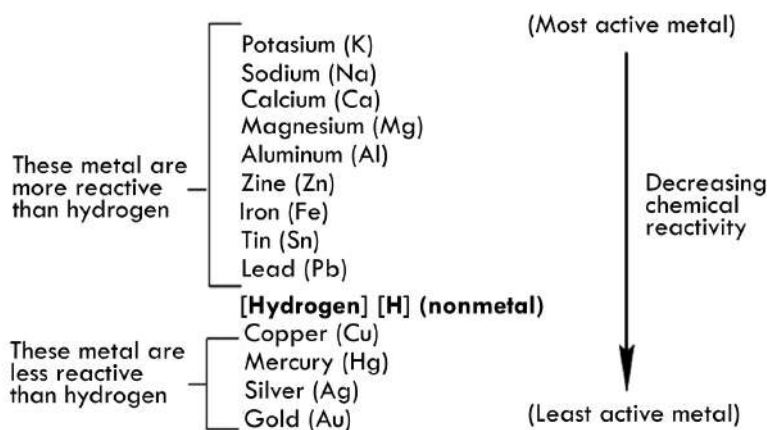 Potasium (K)
Sodium (Na)
Calcium (Ca)
Magnesium (Mg)
Aluminum (Al)
Zine (Zn)
Iron (Fe)
Tin (Sn)
Lead (Pb)
[Hydrogen] [H] (nonmetal)
Copper (Cu)
Mercury (Hg)
Silver (Ag)
Gold (Au)
These metal are
more reactive
than hydrogen
These metal are
less reactive
than hydrogen
(Most active metal)
Decreasing
chemical
reactivity
(Least active metal)